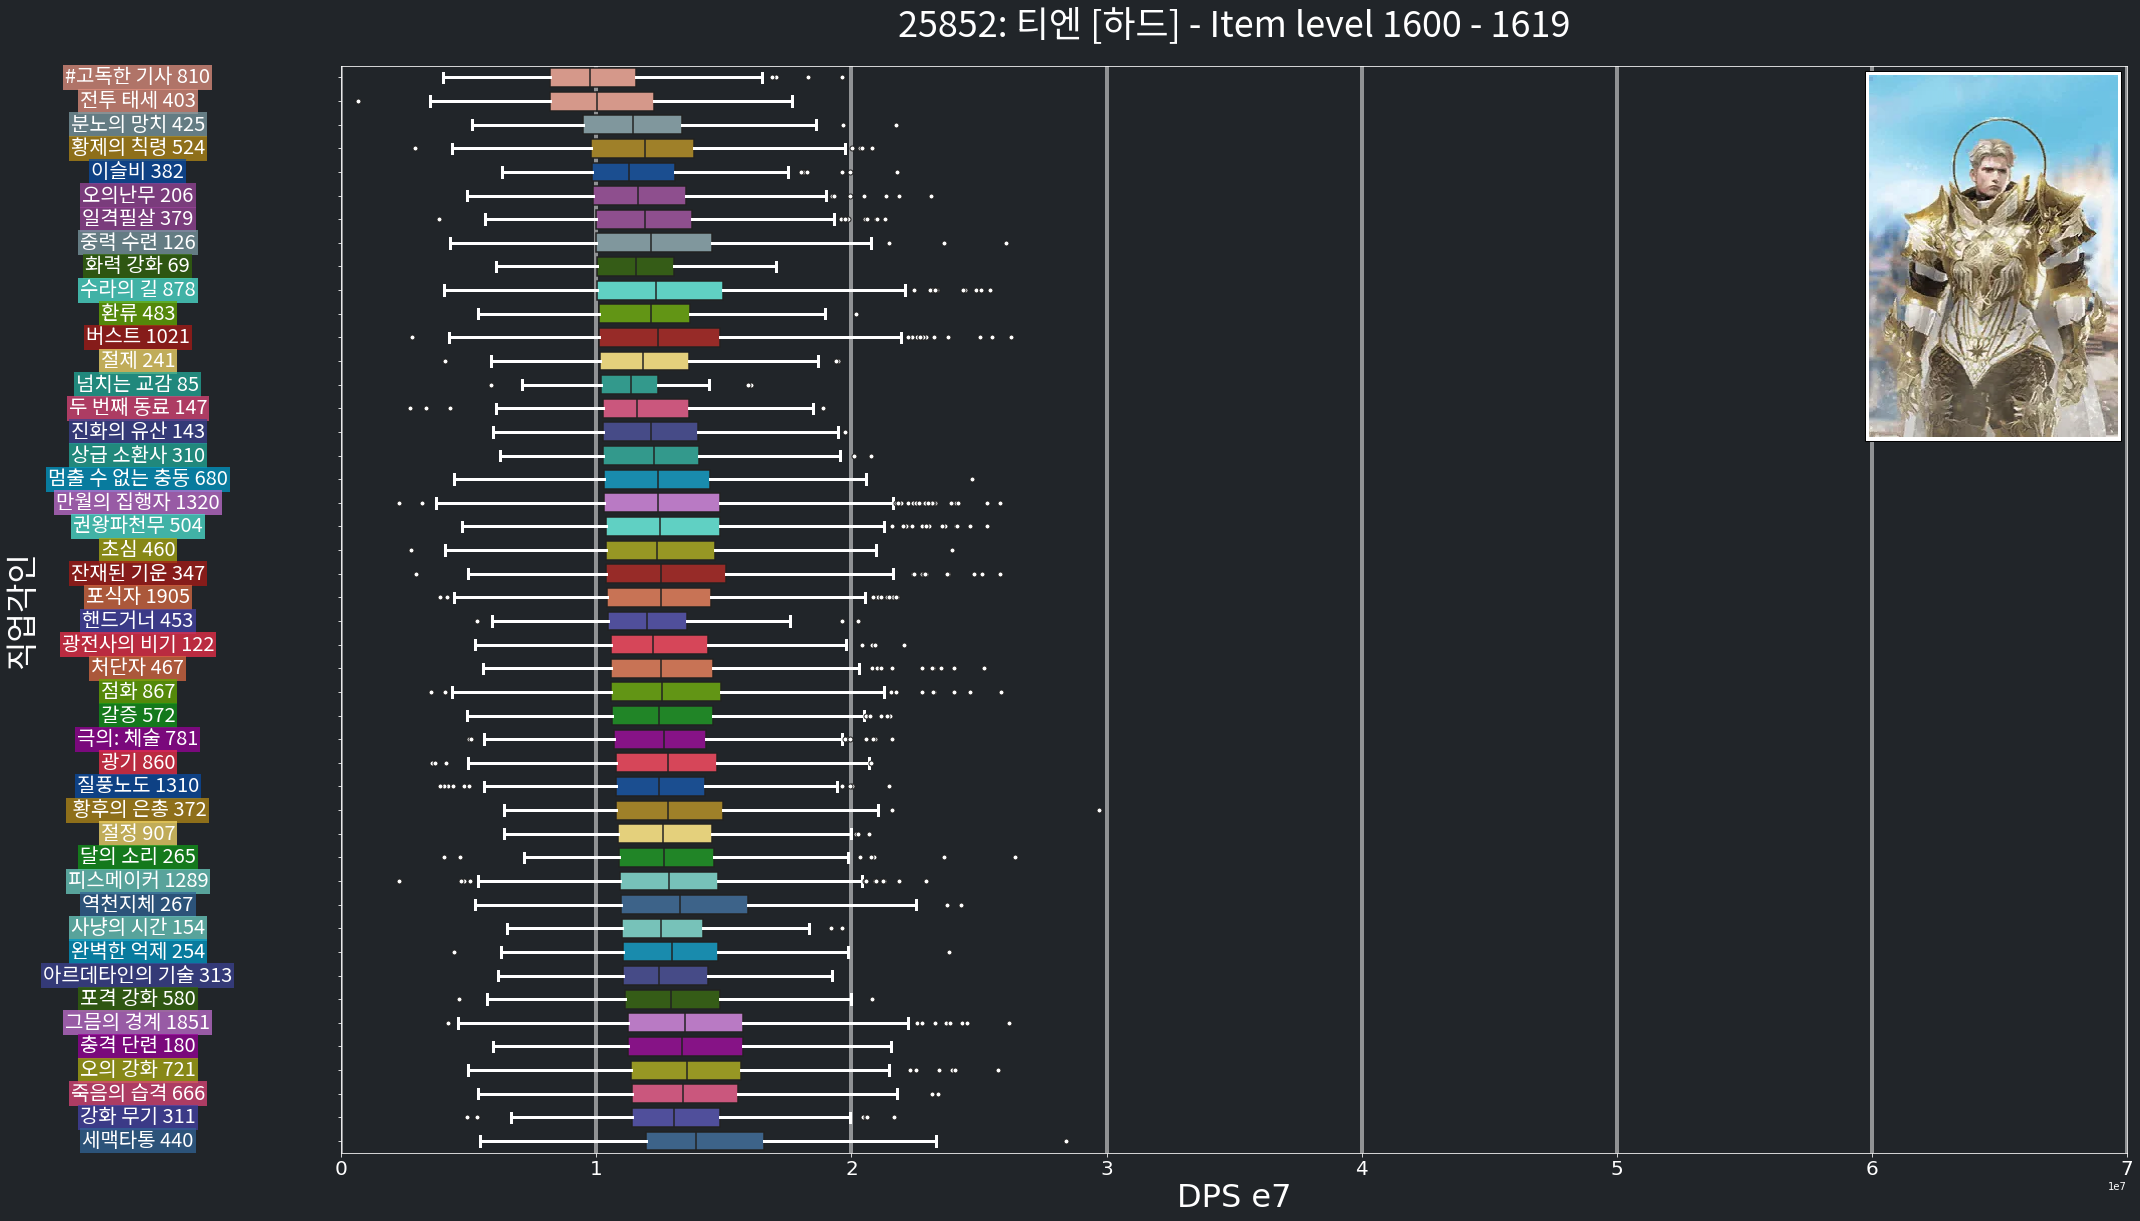 25852: 티엔 [하드] - Item level 1600 - 1619
#고독한 기사 810
전투 태세 403
분노의 망치 425
황제의 칙령 524
이슬비 382
오의난무 206
일격필살 379
중력 수련 126
화력 강화 69
수라의 길 878
환류 483
버스트 1021
절제 241
넘치는 교감 85
두 번째 동료 147
진화의 유산 143
상급 소환사 310
멈출 수 없는 충동 680
만월의 집행자 1320
권왕파천무 504
초심 460
잔재된 기운 347
포식자 1905
핸드거너 453
광전사의 비기 122
처단자 467
점화 867
갈증 572
극의: 체술 781
광기 860
질풍노도 1310
황후의 은총 372
절정 907
달의 소리 265
피스메이커 1289
역천지체 267
사냥의 시간 154
완벽한 억제 254
아르데타인의 기술 313
포격 강화 580
그믐의 경계 1851
충격 단련 180
오의 강화 721
죽음의 습격 666
강화 무기 311
세맥타통 440
직업각인
0 1 2 3 4 5 6 7
1e7
DPS e7